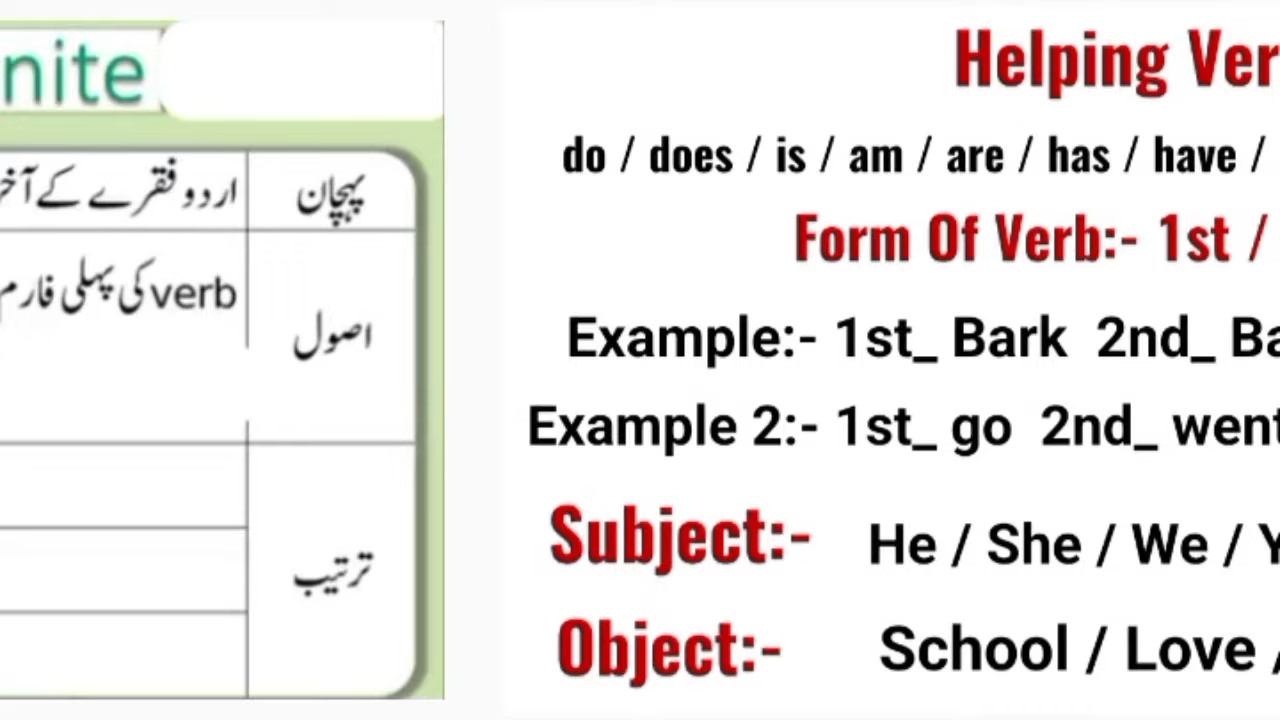 nite
پہچان
اردو فقرے کے آخر
اصول
verb کی پہلی فارم
ترتیب
Helping Ver
do / does / is / am / are / has / have /
Form Of Verb:- 1st /
Example:- 1st_ Bark 2nd_ Ba
Example 2:- 1st_ go 2nd_ went
Subject:- He / She / We / Y
Object:- School / Love /